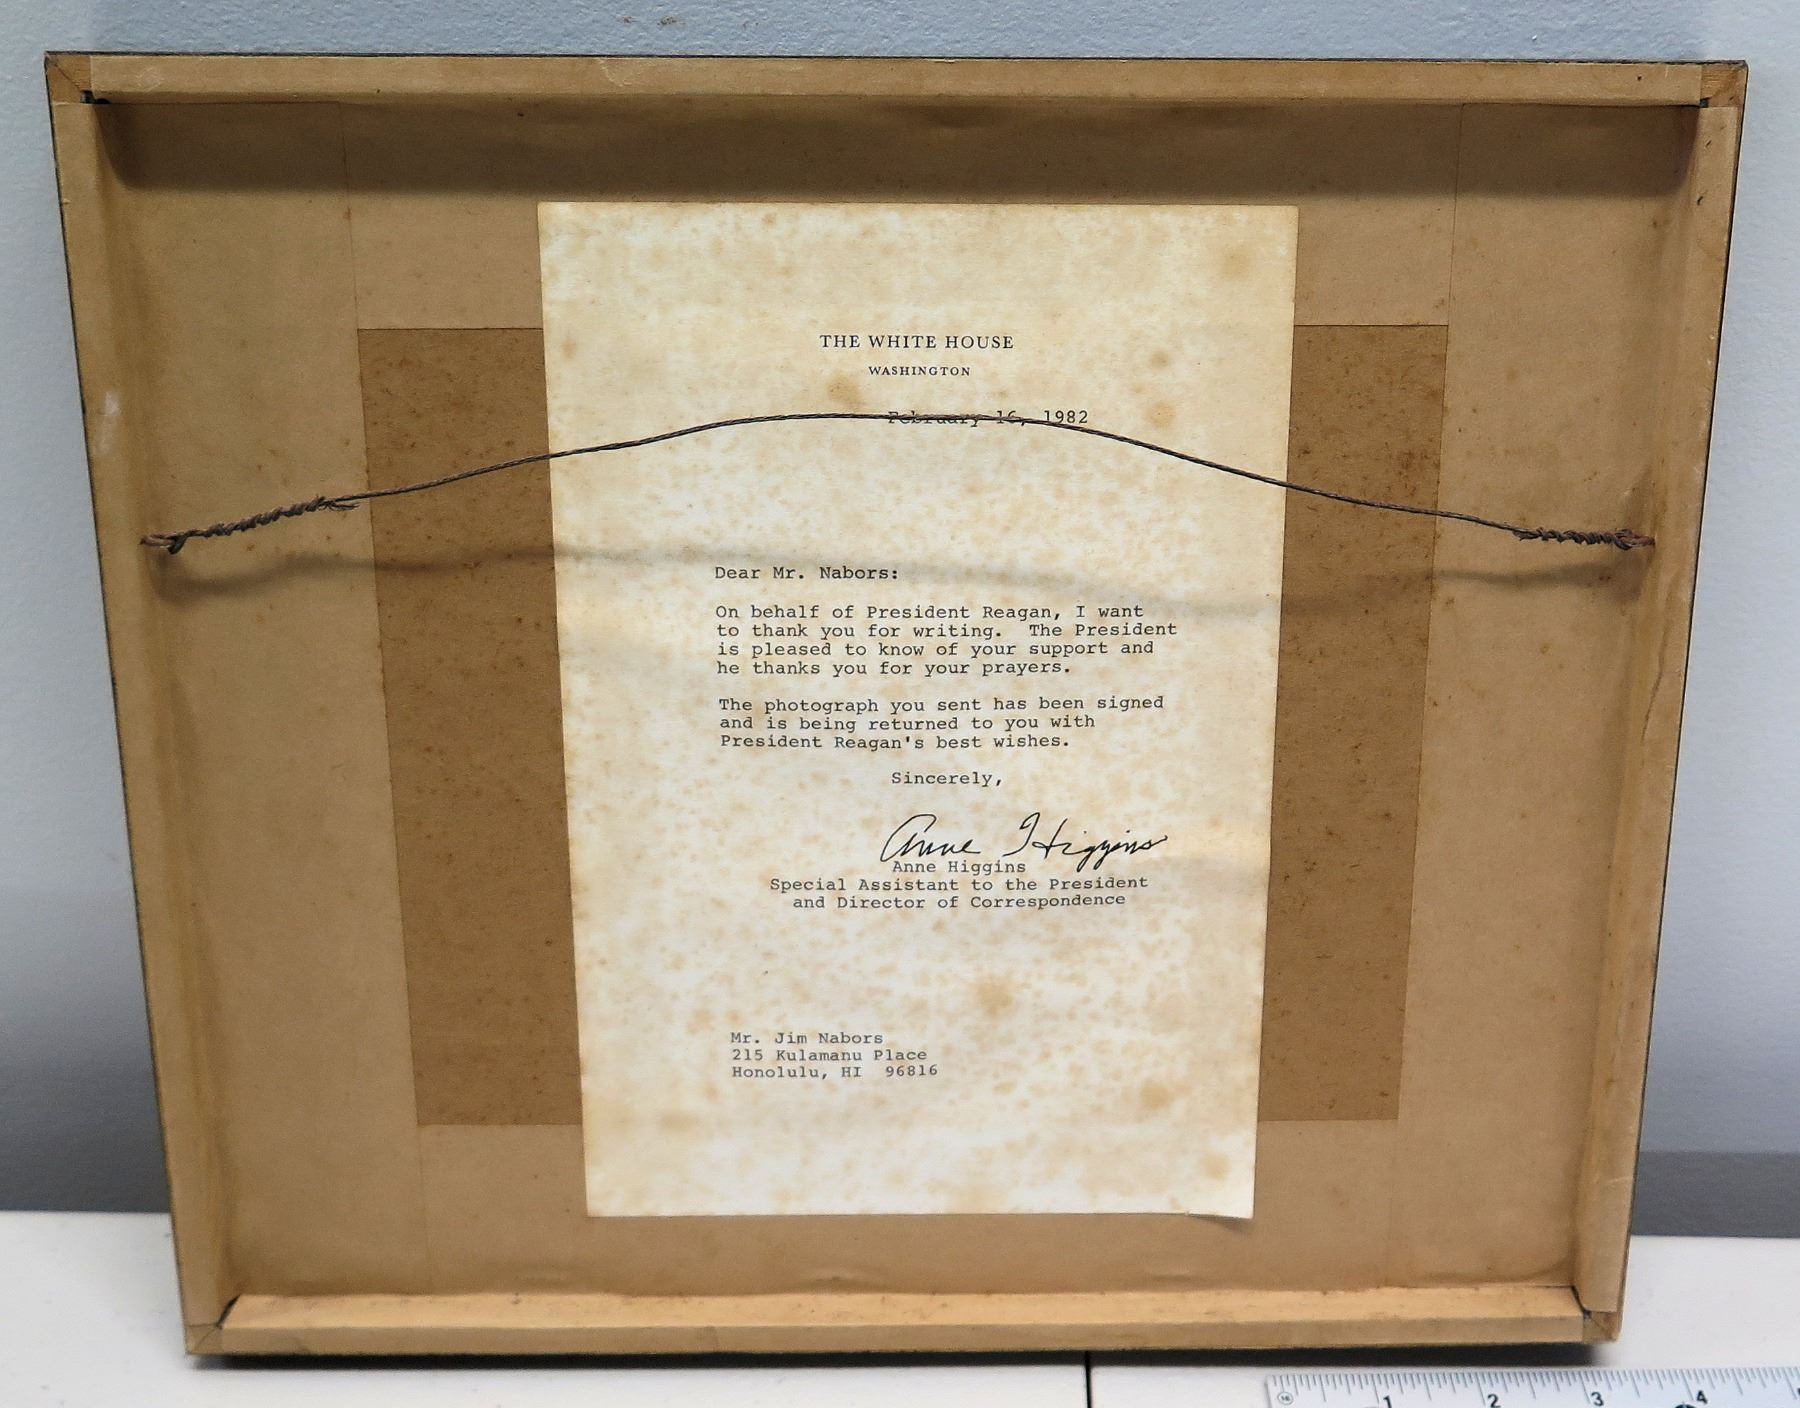 THE WHITE HOUSE
WASHINGTON
February 16, 1982
Dear Mr. Nabors:
On behalf of President Reagan, I want
to thank you for writing. The President
is pleased to know of your support and
he thanks you for your prayers.
The photograph you sent has been signed
and is being returned to you with
President Reagan's best wishes.
Sincerely,
Anne Higgins
Anne Higgins
Special Assistant to the President
and Director of Correspondence
Mr. Jim Nabors
215 Kulamanu Place
Honolulu, HI 96816
1 2 3 4